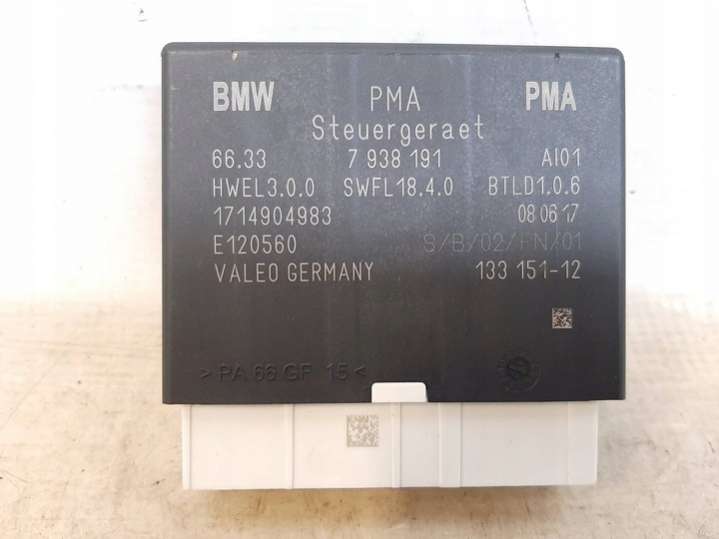 BMW PMA PMA
Steuergeraet
66.33 7 938 191 AI01
HWEL3.0.0 SWFL18.4.0 BTLD1.0.6
1714904983 08 06 17
E120560 S/B/02/FN/01
VALEO GERMANY 133 151-12
> PA 66 GF 15 <